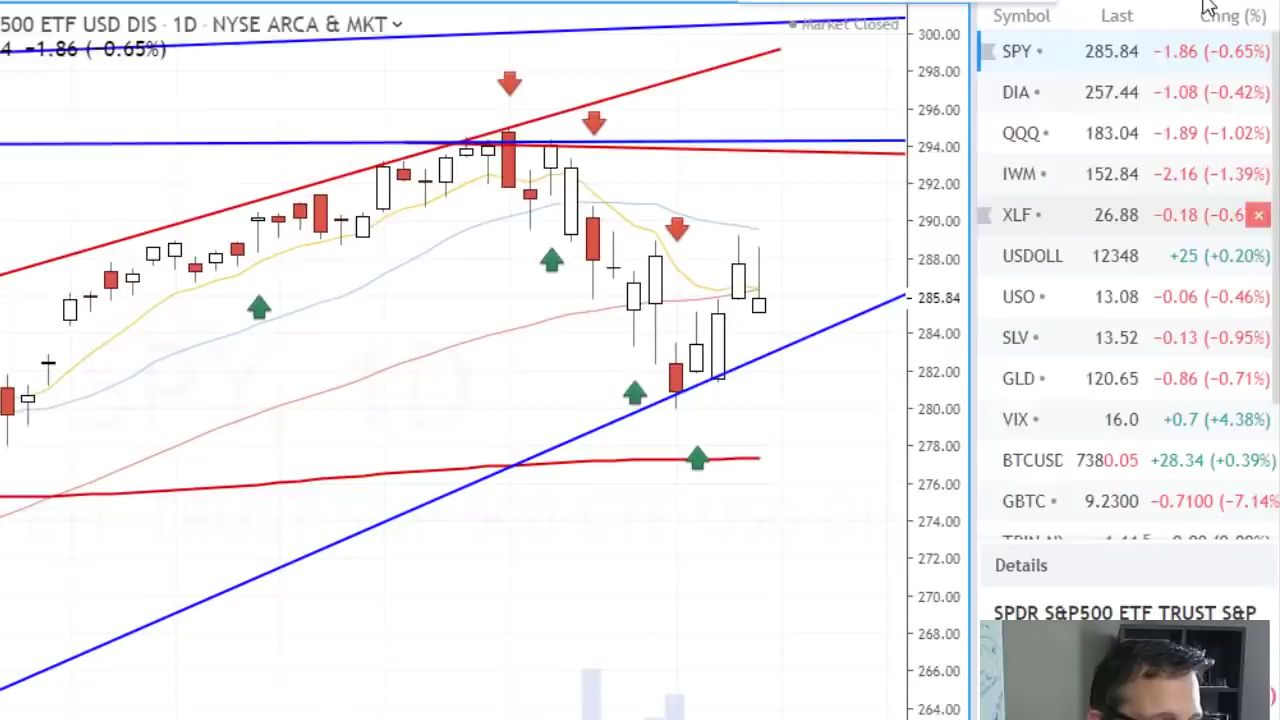 500 ETF USD DIS · 1D · NYSE ARCA & MKT
4 −1.86 (−0.65%)
Market Closed
300.00
298.00
296.00
294.00
292.00
290.00
288.00
285.84
284.00
282.00
280.00
278.00
276.00
274.00
272.00
270.00
268.00
266.00
264.00
SPY, 1D
Symbol Last Chng (%)
SPY 285.84 −1.86 (−0.65%)
DIA 257.44 −1.08 (−0.42%)
QQQ 183.04 −1.89 (−1.02%)
IWM 152.84 −2.16 (−1.39%)
XLF 26.88 −0.18 (−0.6
USDOLL 12348 +25 (+0.20%)
USO 13.08 −0.06 (−0.46%)
SLV 13.52 −0.13 (−0.95%)
GLD 120.65 −0.86 (−0.71%)
VIX 16.0 +0.7 (+4.38%)
BTCUSD 7380.05 +28.34 (+0.39%)
GBTC 9.2300 −0.7100 (−7.14%
Details
SPDR S&P500 ETF TRUST S&P